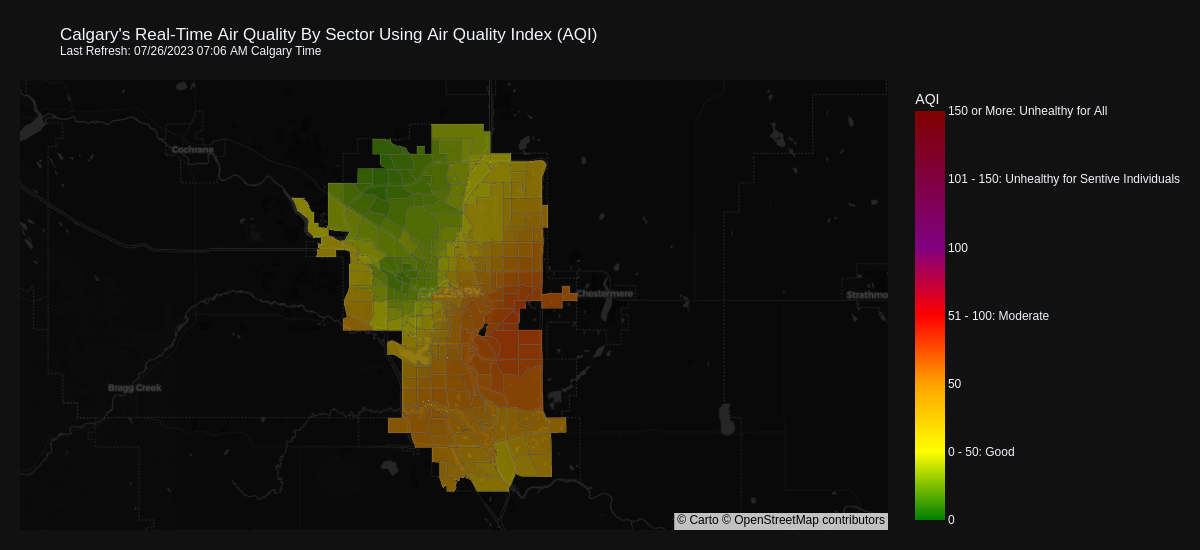 Calgary's Real-Time Air Quality By Sector Using Air Quality Index (AQI)
Last Refresh: 07/26/2023 07:06 AM Calgary Time
AQI
150 or More: Unhealthy for All
Cochrane
101 - 150: Unhealthy for Sentive Individuals
100
CALGARY
Chestermere
Strathmo
51 - 100: Moderate
50
Bragg Creek
0 - 50: Good
0
© Carto © OpenStreetMap contributors